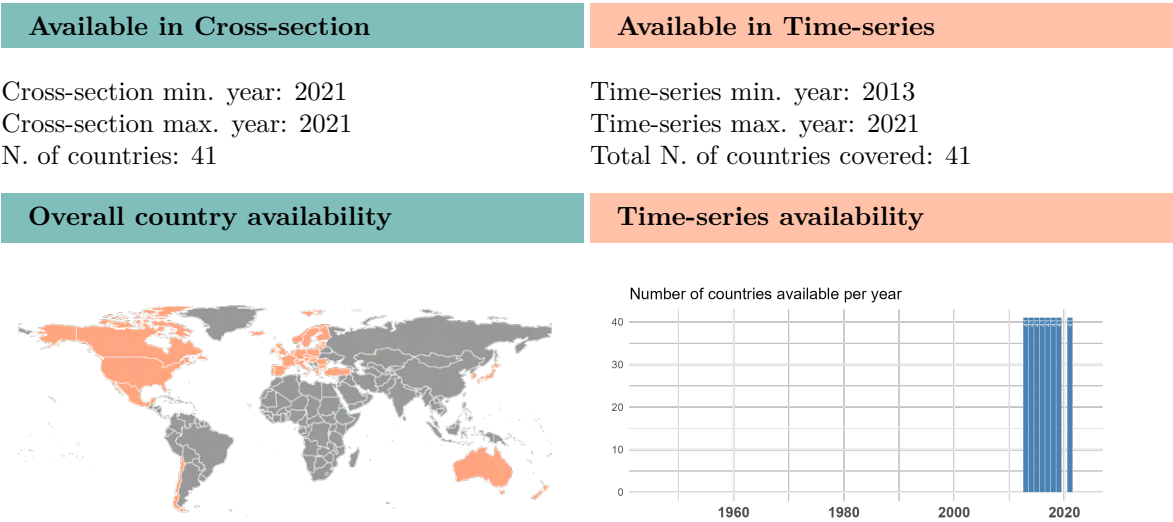 Available in Cross-section
Available in Time-series
Cross-section min. year: 2021
Cross-section max. year: 2021
N. of countries: 41
Time-series min. year: 2013
Time-series max. year: 2021
Total N. of countries covered: 41
Overall country availability
Time-series availability
Number of countries available per year
40
30
20
10
0
1960
1980
2000
2020